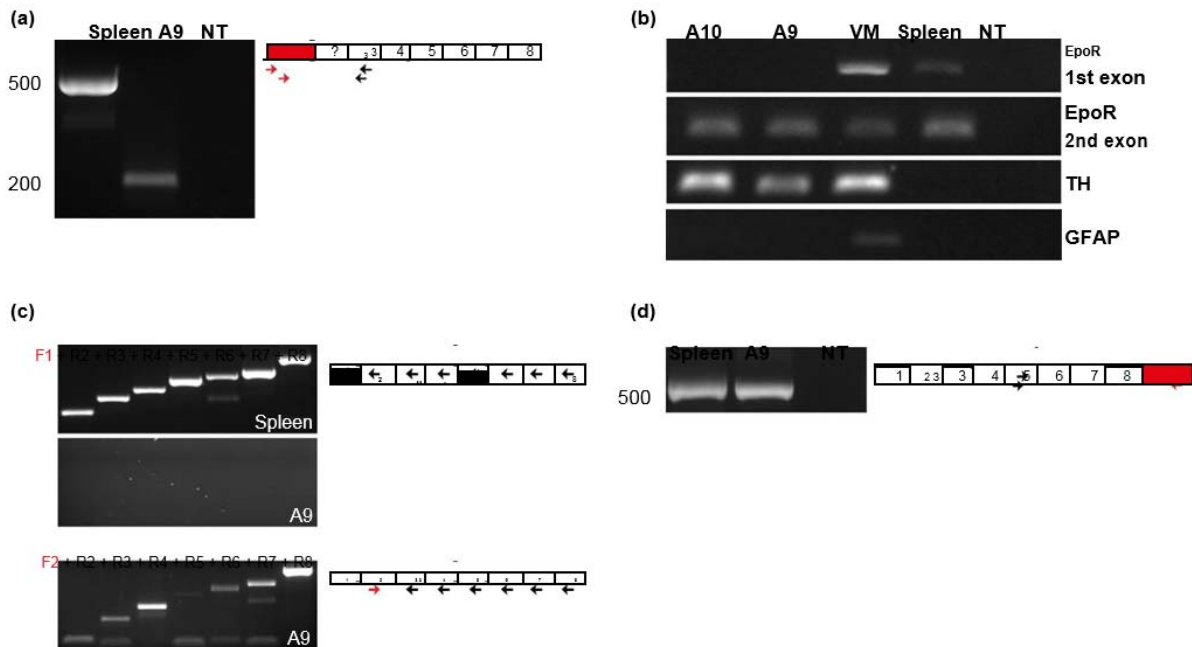 (a)
Spleen A9 NT
500
200
? 3 3 4 5 6 7 8
(b)
A10 A9 VM Spleen NT
EpoR
1st exon
EpoR
2nd exon
TH
GFAP
(c)
F1 + R2 + R3 + R4 + R5 + R6 + R7 + R8
Spleen
A9
F2 + R2 + R3 + R4 + R5 + R6 + R7 + R8
A9
(d)
Spleen A9 NT
500
1 2 3 3 4 5 6 7 8